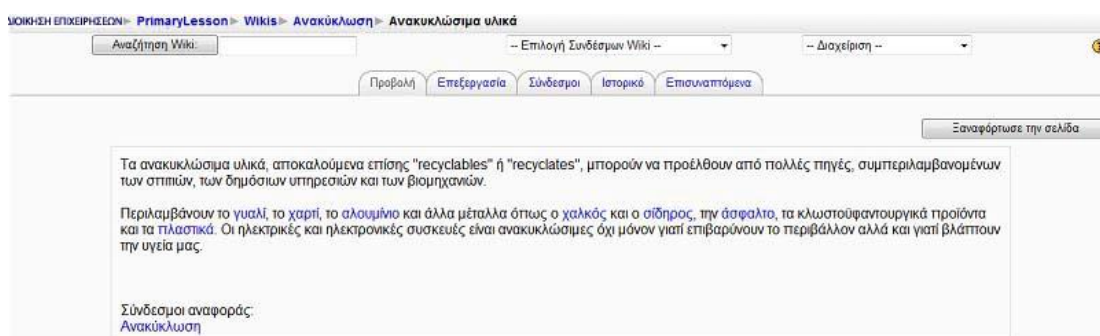 ΔΙΟΙΚΗΣΗ ΕΠΙΧΕΙΡΗΣΕΩΝ ► PrimaryLesson ► Wikis ► Ανακύκλωση ► Ανακυκλώσιμα υλικά
Αναζήτηση Wiki: -- Επιλογή Συνδέσμων Wiki -- -- Διαχείριση --
Προβολή Επεξεργασία Σύνδεσμοι Ιστορικό Επισυναπτόμενα
Ξαναφόρτωσε την σελίδα
Τα ανακυκλώσιμα υλικά, αποκαλούμενα επίσης "recyclables" ή "recyclates", μπορούν να προέλθουν από πολλές πηγές, συμπεριλαμβανομένων
των σπιτιών, των δημόσιων υπηρεσιών και των βιομηχανιών.
Περιλαμβάνουν το γυαλί, το χαρτί, το αλουμίνιο και άλλα μέταλλα όπως ο χαλκός και ο σίδηρος, την άσφαλτο, τα κλωστοϋφαντουργικά προϊόντα
και τα πλαστικά. Οι ηλεκτρικές και ηλεκτρονικές συσκευές είναι ανακυκλώσιμες όχι μόνον γιατί επιβαρύνουν το περιβάλλον αλλά και γιατί βλάπτουν
την υγεία μας.
Σύνδεσμοι αναφοράς:
Ανακύκλωση